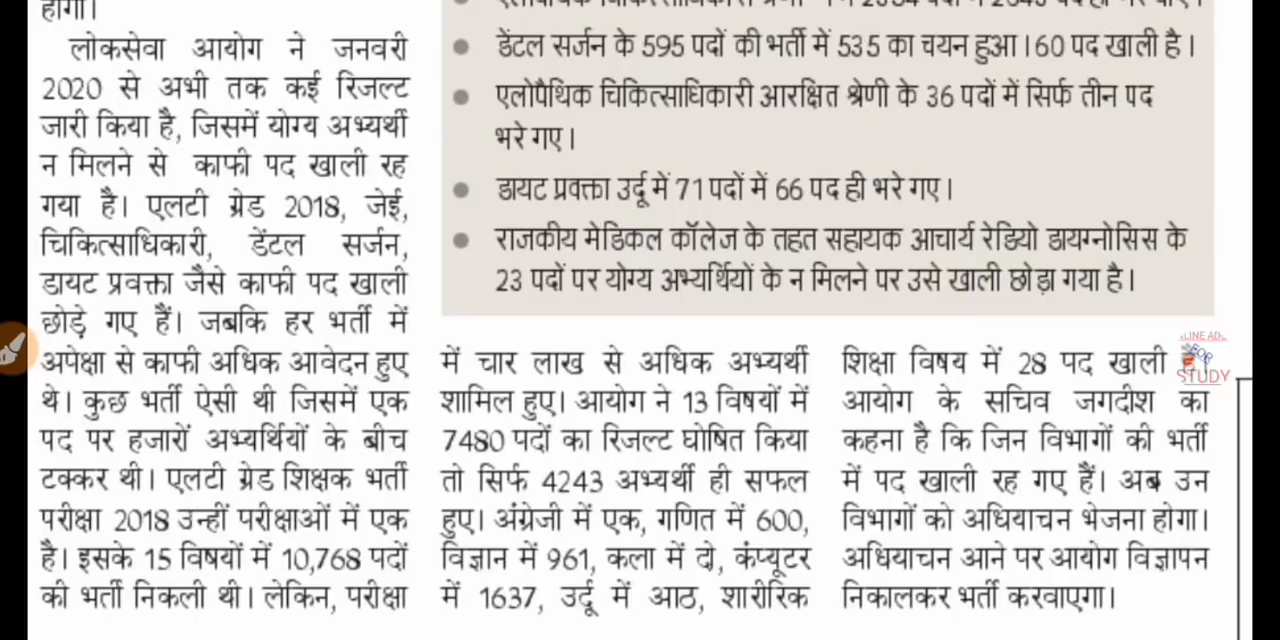 होगा।
लोकसेवा आयोग ने जनवरी
2020 से अभी तक कई रिजल्ट
जारी किया है, जिसमें योग्य अभ्यर्थी
न मिलने से काफी पद खाली रह
गया है। एलटी ग्रेड 2018, जेई,
चिकित्साधिकारी, डेंटल सर्जन,
डायट प्रवक्ता जैसे काफी पद खाली
छोड़े गए हैं। जबकि हर भर्ती में
अपेक्षा से काफी अधिक आवेदन हुए
थे। कुछ भर्ती ऐसी थी जिसमें एक
पद पर हजारों अभ्यर्थियों के बीच
टक्कर थी। एलटी ग्रेड शिक्षक भर्ती
परीक्षा 2018 उन्हीं परीक्षाओं में एक
है। इसके 15 विषयों में 10,768 पदों
की भर्ती निकली थी। लेकिन, परीक्षा
● डेंटल सर्जन के 595 पदों की भर्ती में 535 का चयन हुआ। 60 पद खाली है।
● एलोपैथिक चिकित्साधिकारी आरक्षित श्रेणी के 36 पदों में सिर्फ तीन पद
भरे गए।
● डायट प्रवक्ता उर्दू में 71 पदों में 66 पद ही भरे गए।
● राजकीय मेडिकल कॉलेज के तहत सहायक आचार्य रेडियो डायग्नोसिस के
23 पदों पर योग्य अभ्यर्थियों के न मिलने पर उसे खाली छोड़ा गया है।
में चार लाख से अधिक अभ्यर्थी
शामिल हुए। आयोग ने 13 विषयों में
7480 पदों का रिजल्ट घोषित किया
तो सिर्फ 4243 अभ्यर्थी ही सफल
हुए। अंग्रेजी में एक, गणित में 600,
विज्ञान में 961, कला में दो, कंप्यूटर
में 1637, उर्दू में आठ, शारीरिक
शिक्षा विषय में 28 पद खाली
आयोग के सचिव जगदीश का
कहना है कि जिन विभागों की भर्ती
में पद खाली रह गए हैं। अब उन
विभागों को अधियाचन भेजना होगा।
अधियाचन आने पर आयोग विज्ञापन
निकालकर भर्ती करवाएगा।
FOR
STUDY